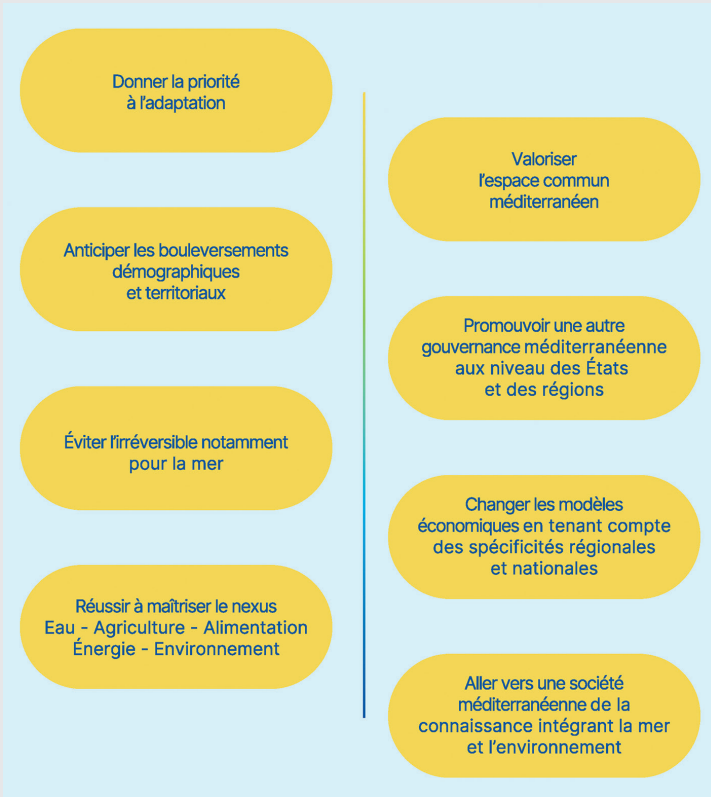 Donner la priorité
à l'adaptation
Anticiper les bouleversements
démographiques
et territoriaux
Éviter l'irréversible notamment
pour la mer
Réussir à maîtriser le nexus
Eau - Agriculture - Alimentation
Énergie - Environnement
Valoriser
l'espace commun
méditerranéen
Promouvoir une autre
gouvernance méditerranéenne
aux niveau des États
et des régions
Changer les modèles
économiques en tenant compte
des spécificités régionales
et nationales
Aller vers une société
méditerranéenne de la
connaissance intégrant la mer
et l'environnement